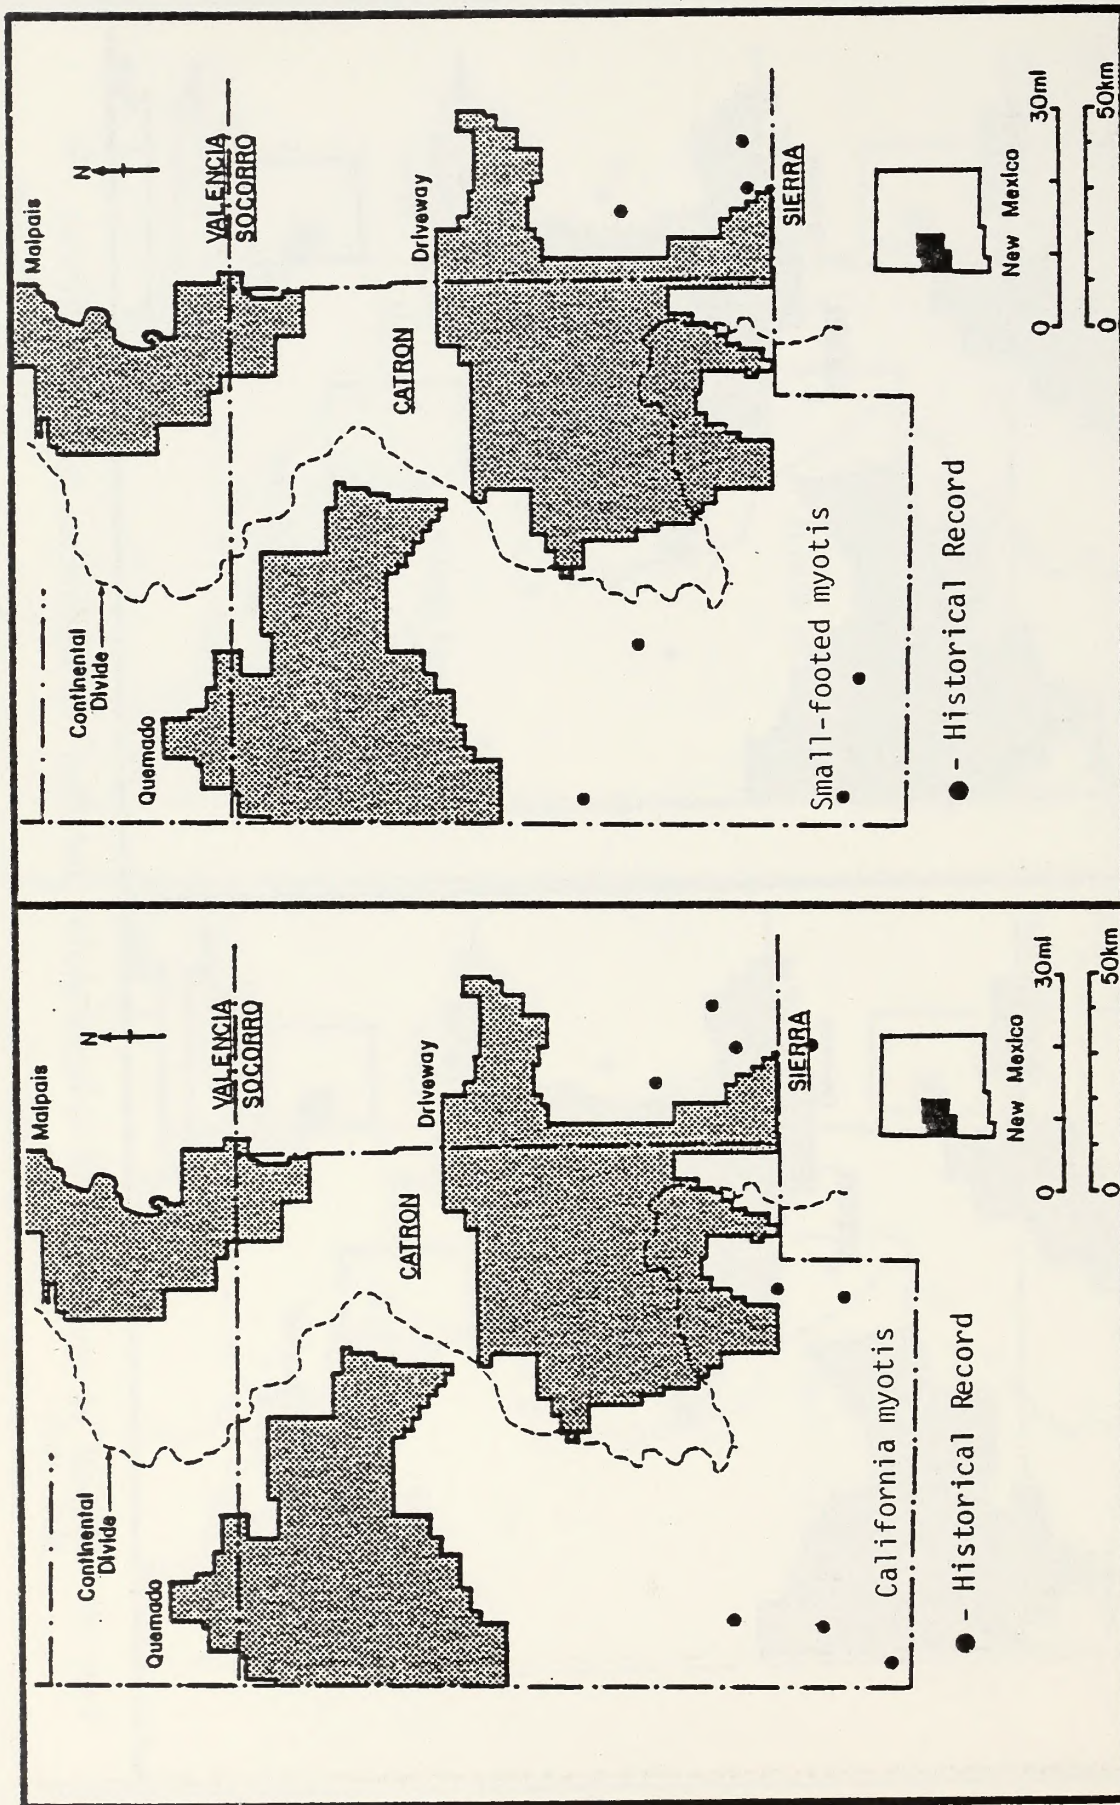 Malpais
N
VALENCIA
SOCORRO
Continental
Divide
Quemado
CATRON
Driveway
SIERRA
Small-footed myotis
- Historical Record
New Mexico
0
30mi
0
50km
Malpais
N
VALENCIA
SOCORRO
Continental
Divide
Quemado
CATRON
Driveway
SIERRA
California myotis
- Historical Record
New Mexico
0
30mi
0
50km